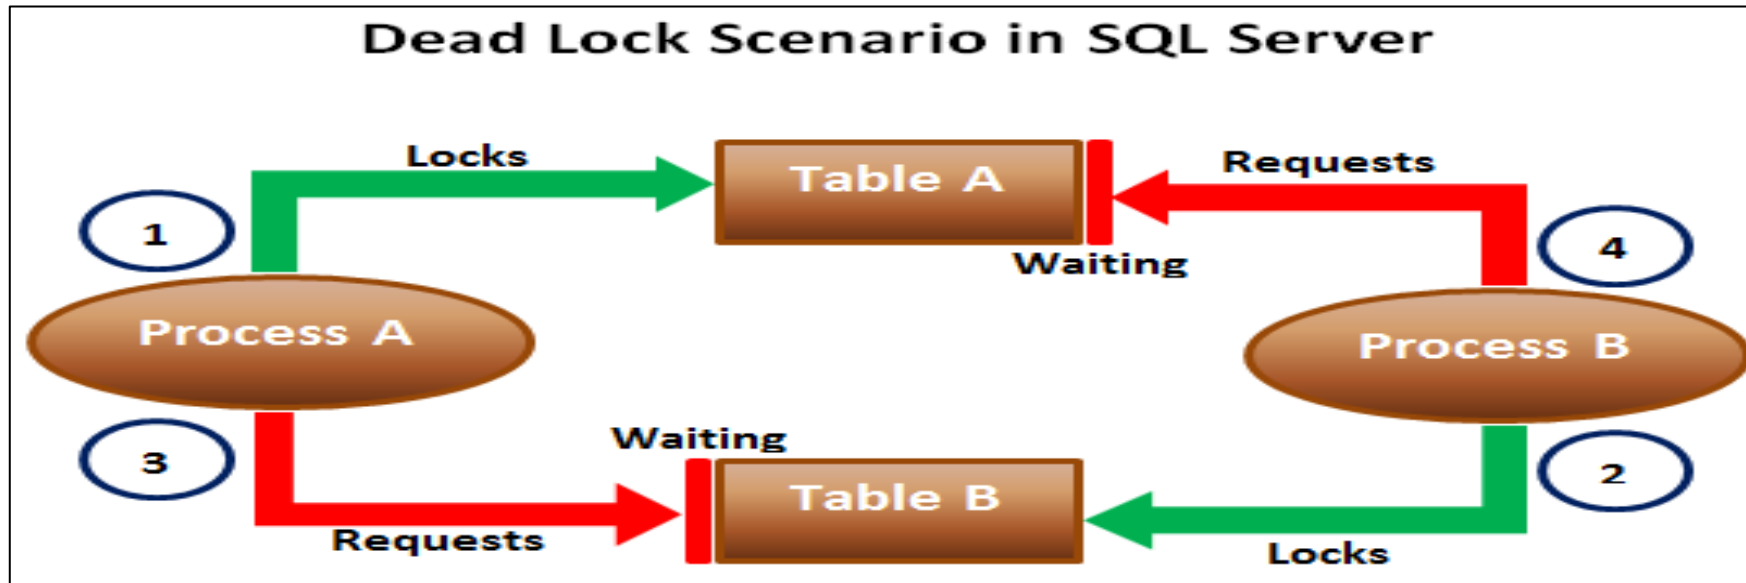 Dead Lock Scenario in SQL Server
Locks
Table A
Requests
1
Waiting
4
Process A
Process B
3
Waiting
Table B
2
Requests
Locks